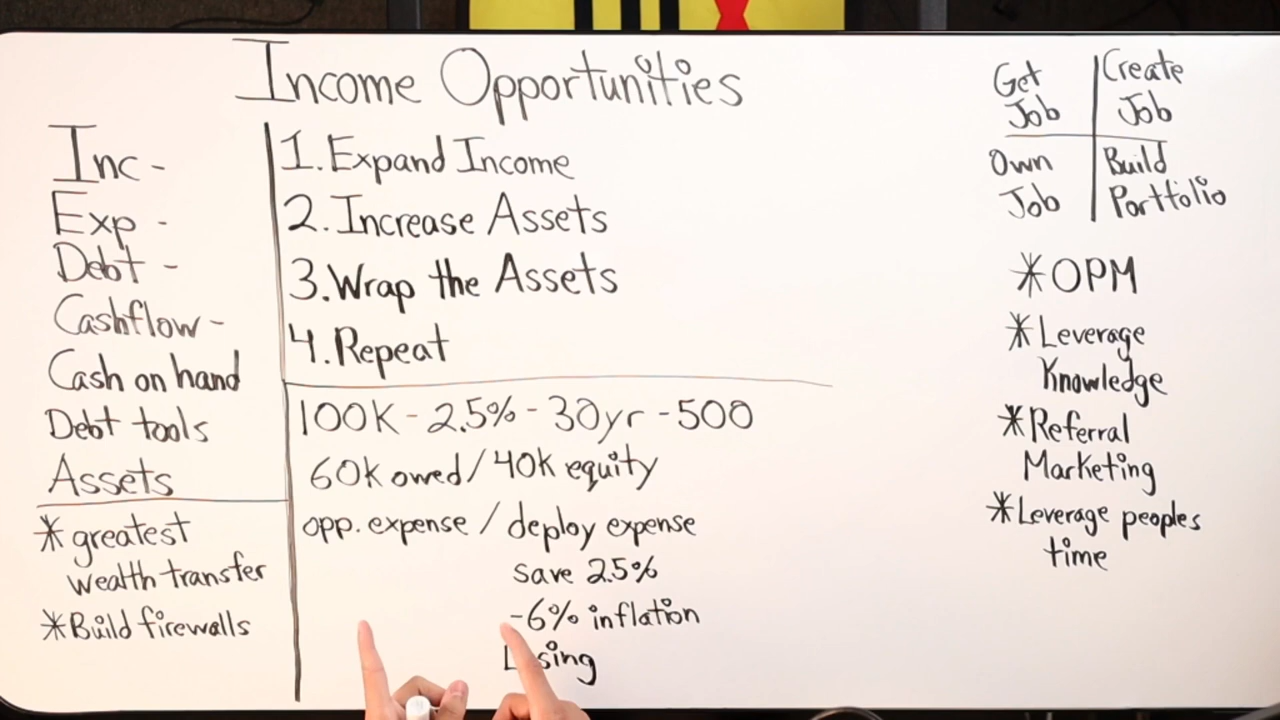 Income Opportunities
Inc -
Exp -
Debt -
Cashflow -
Cash on hand
Debt tools
Assets
* greatest
wealth transfer
* Build firewalls
1. Expand Income
2. Increase Assets
3. Wrap the Assets
4. Repeat
100K - 2.5% - 30yr - 500
60K owed / 40K equity
opp. expense / deploy expense
save 2.5%
-6% inflation
Losing
Get Job
Create Job
Own Job
Build Portfolio
* OPM
* Leverage
Knowledge
* Referral
Marketing
* Leverage peoples
time